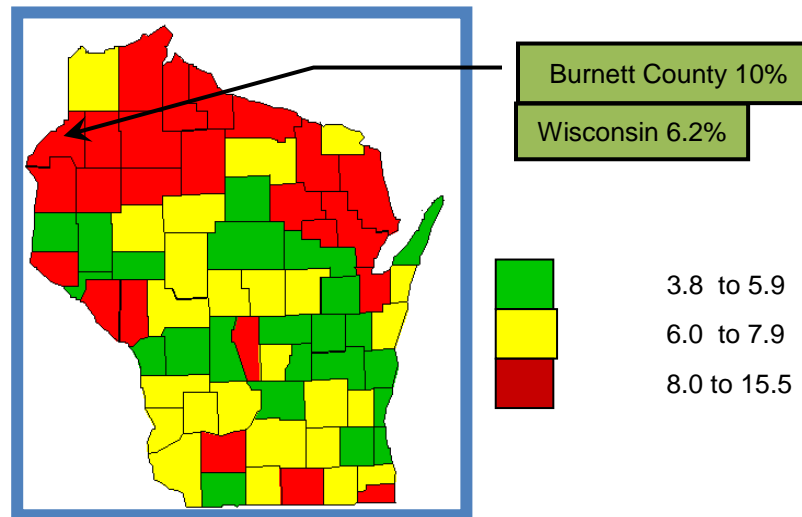 Burnett County 10%
Wisconsin 6.2%
3.8 to 5.9
6.0 to 7.9
8.0 to 15.5